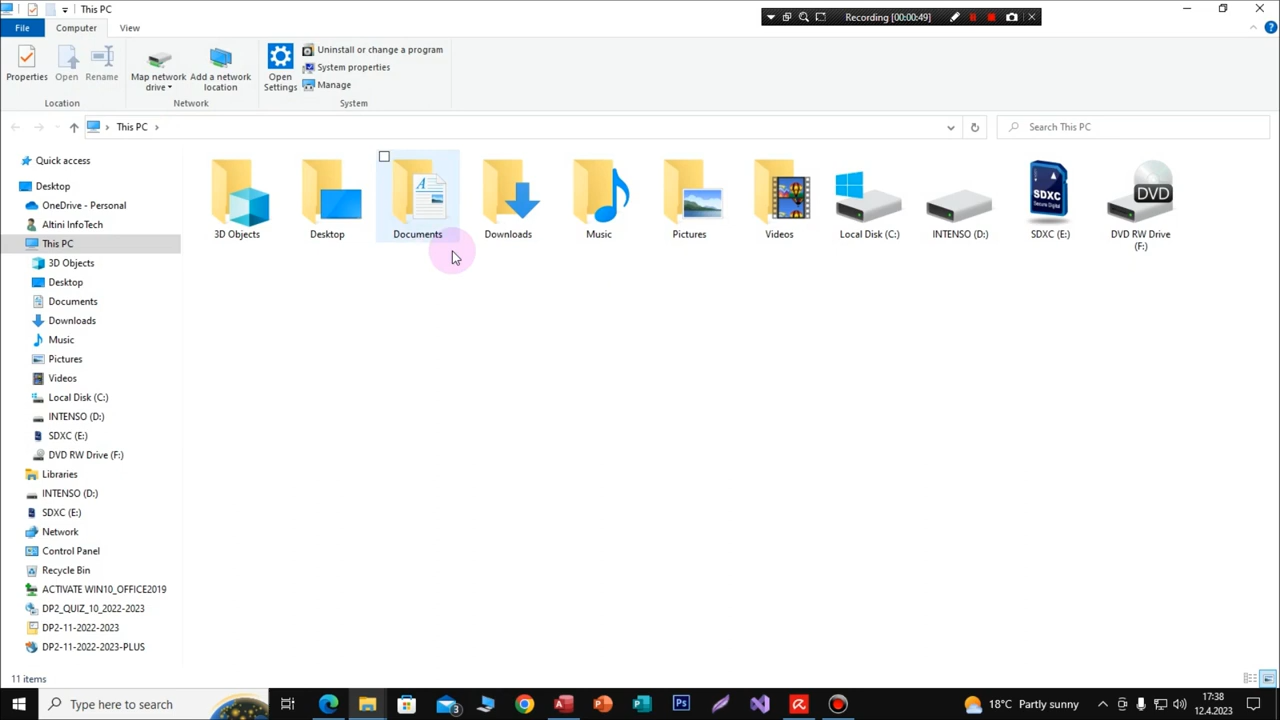 This PC
Recording [00:00:49]
File
Computer
View
Properties
Open
Rename
Map network drive
Add a network location
Open Settings
Uninstall or change a program
System properties
Manage
Location
Network
System
This PC
Search This PC
Quick access
Desktop
OneDrive - Personal
Altini InfoTech
This PC
3D Objects
Desktop
Documents
Downloads
Music
Pictures
Videos
Local Disk (C:)
INTENSO (D:)
SDXC (E:)
DVD RW Drive (F:)
Libraries
INTENSO (D:)
SDXC (E:)
Network
Control Panel
Recycle Bin
ACTIVATE WIN10_OFFICE2019
DP2_QUIZ_10_2022-2023
DP2-11-2022-2023
DP2-11-2022-2023-PLUS
3D Objects
Desktop
Documents
Downloads
Music
Pictures
Videos
Local Disk (C:)
INTENSO (D:)
SDXC
SDXC (E:)
DVD
DVD RW Drive (F:)
11 items
Type here to search
3
18°C Partly sunny
17:38
12.4.2023